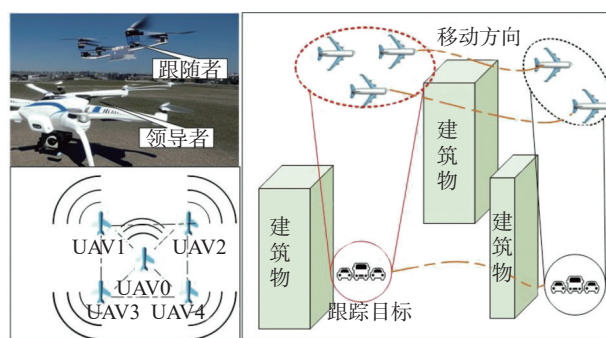 跟随者
领导者
UAV1
UAV2
UAV0
UAV3
UAV4
移动方向
建筑物
建筑物
建筑物
跟踪目标